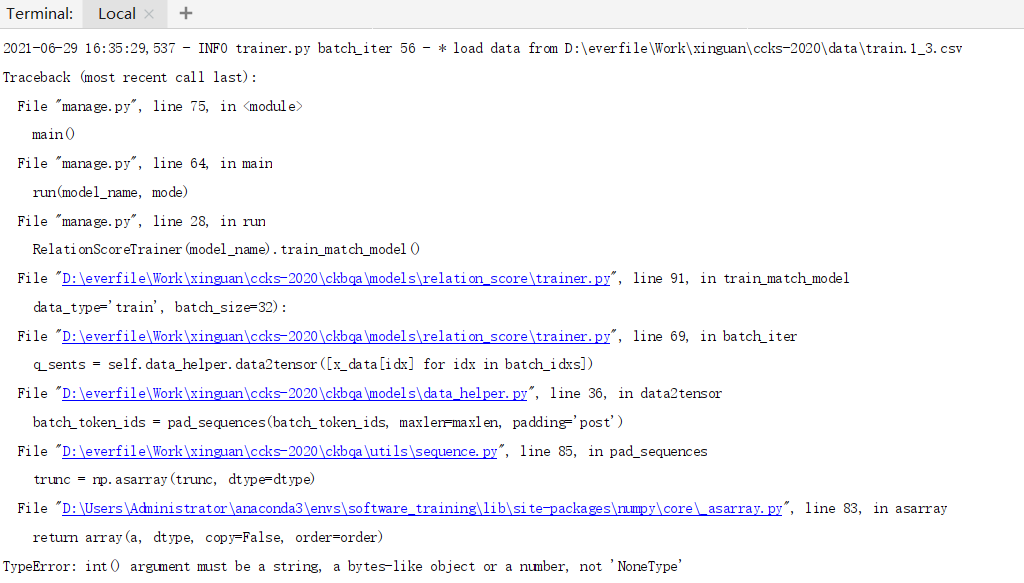 Terminal: Local × +
2021-06-29 16:35:29,537 - INFO trainer.py batch_iter 56 - * load data from D:\everfile\Work\xinguan\ccks-2020\data\train.1_3.csv
Traceback (most recent call last):
  File "manage.py", line 75, in <module>
    main()
  File "manage.py", line 64, in main
    run(model_name, mode)
  File "manage.py", line 28, in run
    RelationScoreTrainer(model_name).train_match_model()
  File "D:\everfile\Work\xinguan\ccks-2020\ckbqa\models\relation_score\trainer.py", line 91, in train_match_model
    data_type='train', batch_size=32):
  File "D:\everfile\Work\xinguan\ccks-2020\ckbqa\models\relation_score\trainer.py", line 69, in batch_iter
    q_sents = self.data_helper.data2tensor([x_data[idx] for idx in batch_idxs])
  File "D:\everfile\Work\xinguan\ccks-2020\ckbqa\models\data_helper.py", line 36, in data2tensor
    batch_token_ids = pad_sequences(batch_token_ids, maxlen=maxlen, padding='post')
  File "D:\everfile\Work\xinguan\ccks-2020\ckbqa\utils\sequence.py", line 85, in pad_sequences
    trunc = np.asarray(trunc, dtype=dtype)
  File "D:\Users\Administrator\anaconda3\envs\software_training\lib\site-packages\numpy\core\_asarray.py", line 83, in asarray
    return array(a, dtype, copy=False, order=order)
TypeError: int() argument must be a string, a bytes-like object or a number, not 'NoneType'